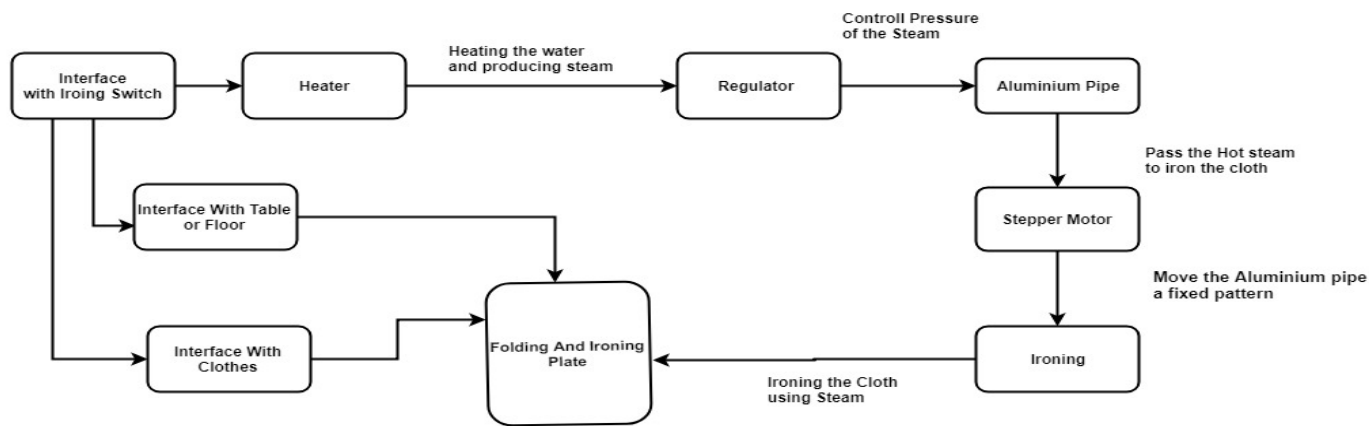 Controll Pressure
of the Steam
Heating the water
and producing steam
Interface
with Iroing Switch
Heater
Regulator
Aluminium Pipe
Pass the Hot steam
to iron the cloth
Interface With Table
or Floor
Stepper Motor
Move the Aluminium pipe
a fixed pattern
Interface With
Clothes
Folding And Ironing
Plate
Ironing
Ironing the Cloth
using Steam